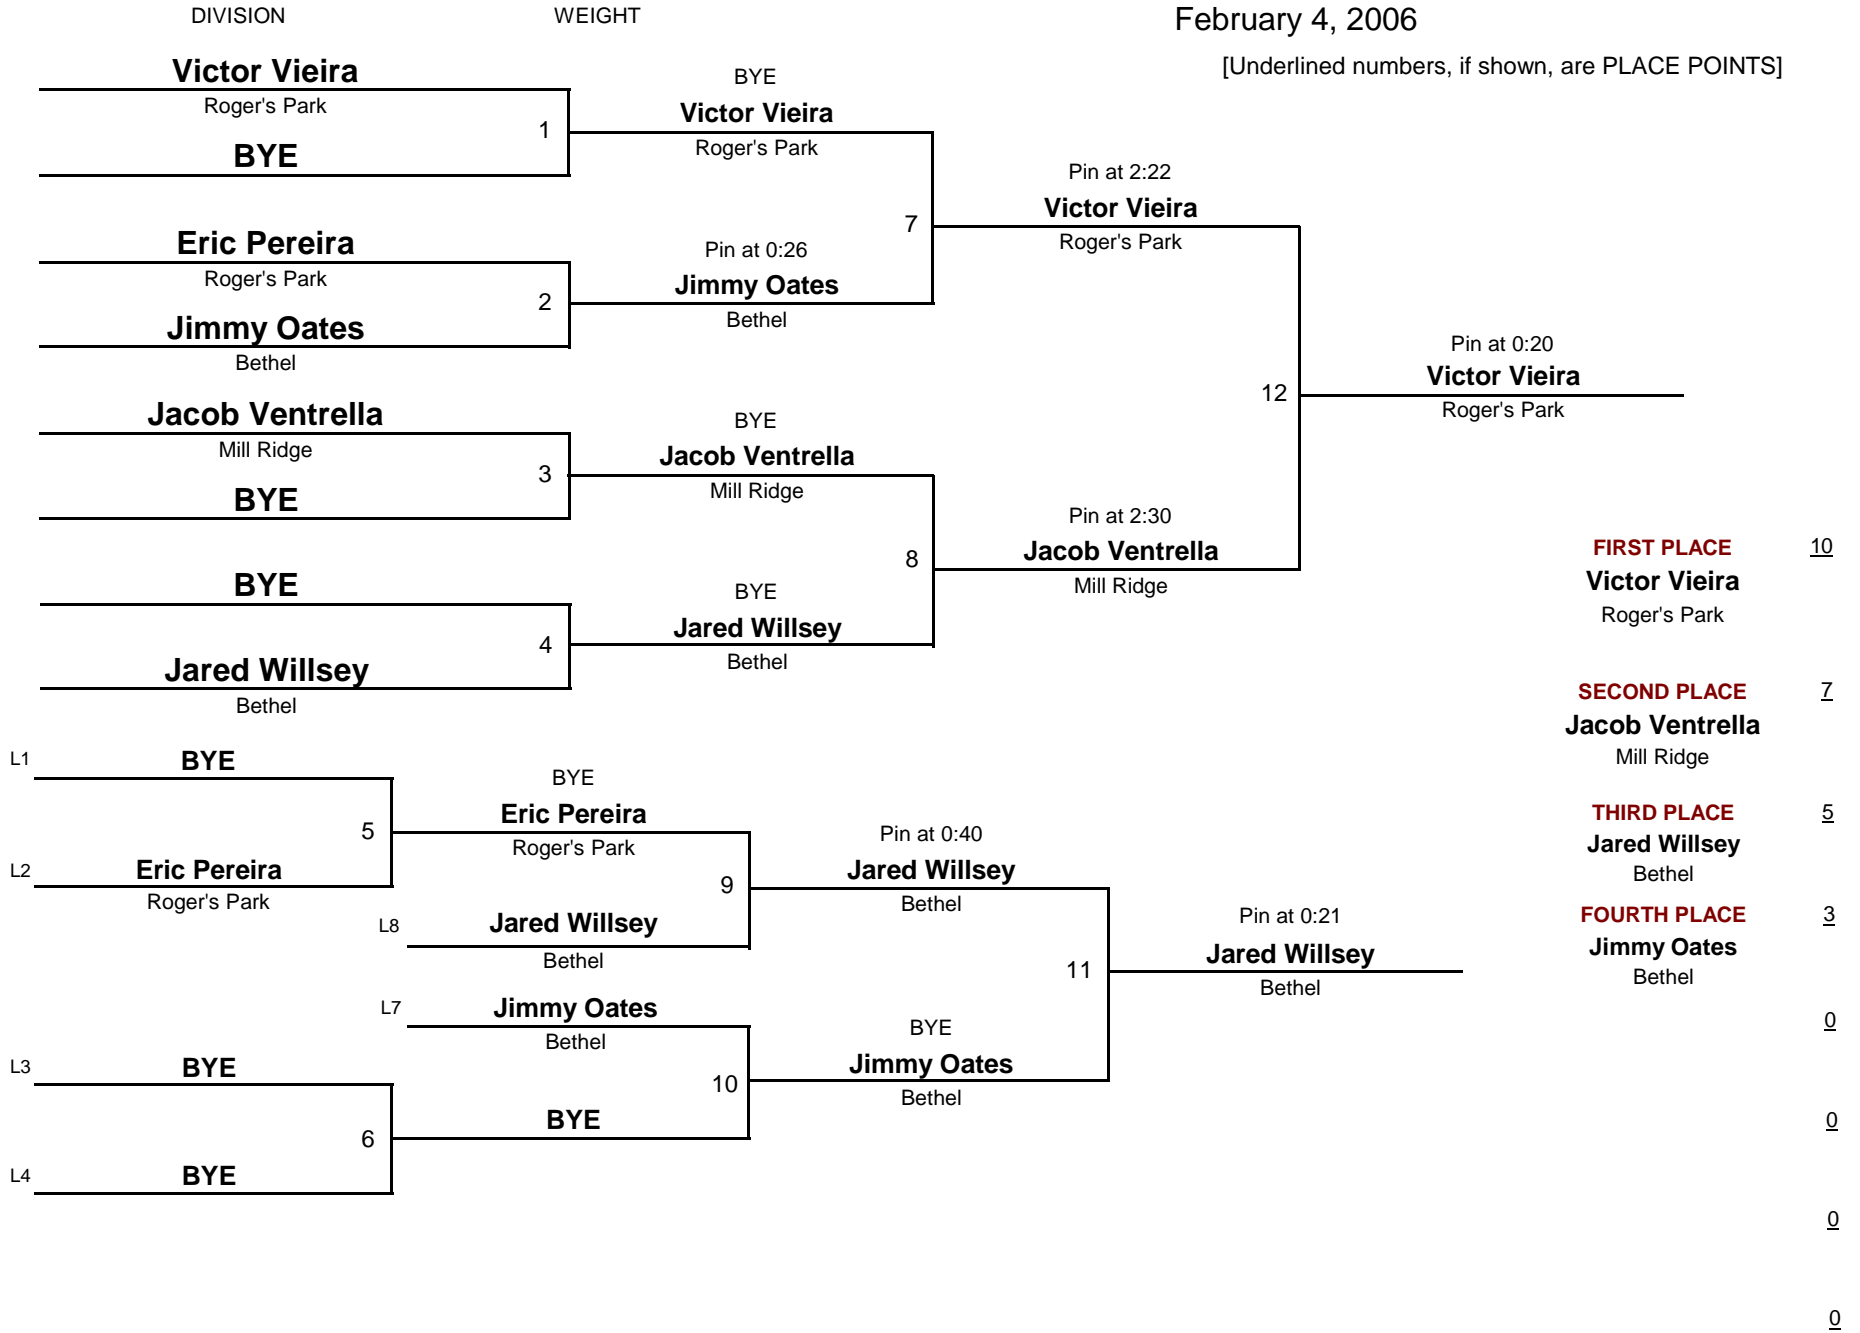 DIVISION
WEIGHT
February 4, 2006
[Underlined numbers, if shown, are PLACE POINTS]
Victor Vieira
Roger's Park
1
BYE
Eric Pereira
Roger's Park
2
Jimmy Oates
Bethel
Jacob Ventrella
Mill Ridge
3
BYE
BYE
4
Jared Willsey
Bethel
BYE
Victor Vieira
Roger's Park
7
Pin at 0:26
Jimmy Oates
Bethel
BYE
Jacob Ventrella
Mill Ridge
8
BYE
Jared Willsey
Bethel
Pin at 2:22
Victor Vieira
Roger's Park
12
Pin at 2:30
Jacob Ventrella
Mill Ridge
Pin at 0:20
Victor Vieira
Roger's Park
L1
BYE
5
L2
Eric Pereira
Roger's Park
L3
BYE
6
L4
BYE
BYE
Eric Pereira
Roger's Park
9
L8
Jared Willsey
Bethel
L7
Jimmy Oates
Bethel
10
BYE
Pin at 0:40
Jared Willsey
Bethel
11
BYE
Jimmy Oates
Bethel
Pin at 0:21
Jared Willsey
Bethel
FIRST PLACE 10
Victor Vieira
Roger's Park
SECOND PLACE 7
Jacob Ventrella
Mill Ridge
THIRD PLACE 5
Jared Willsey
Bethel
FOURTH PLACE 3
Jimmy Oates
Bethel
0
0
0
0